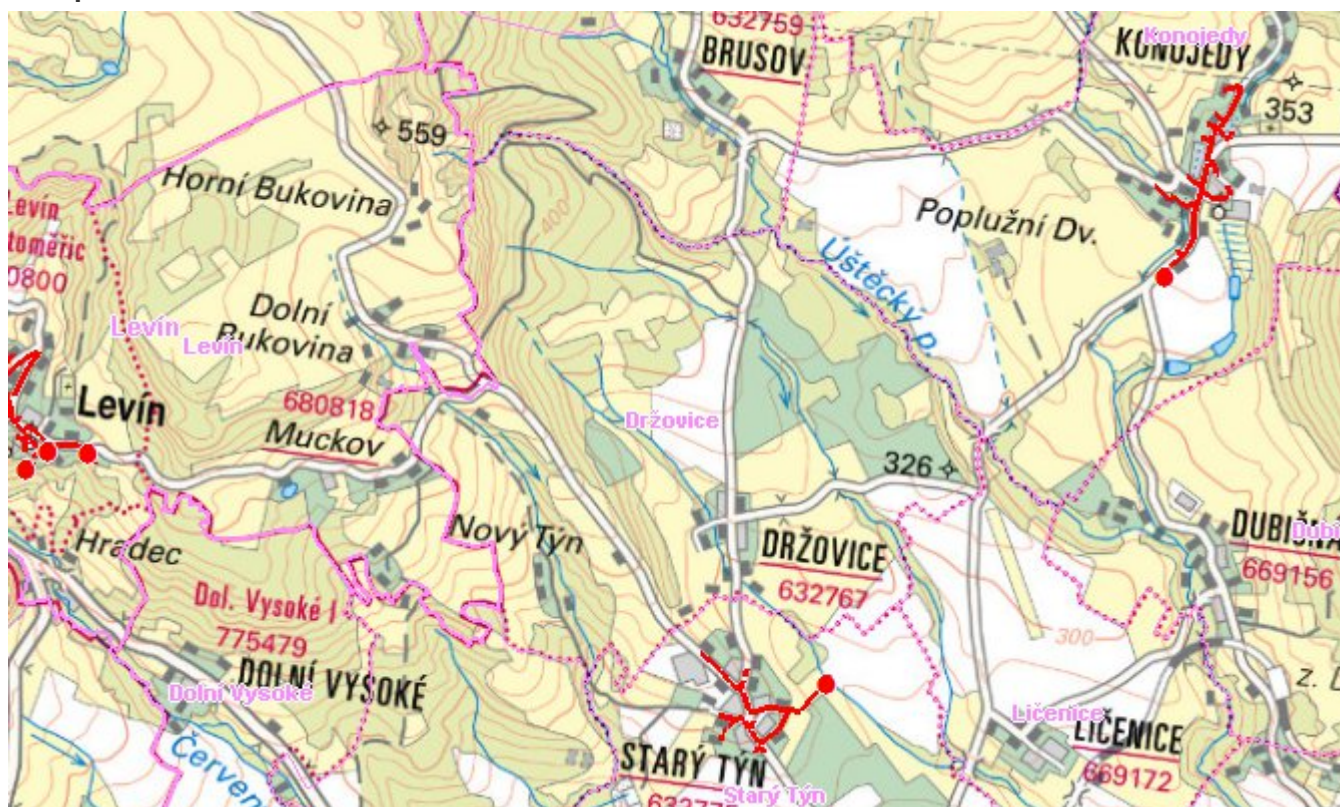 632759
BRUSOV
KONOJEDY
Konojedy
353
559
Horní Bukovina
Levín
Poplužní Dv.
0800
Úštěcký p.
Dolní
Bukovina
Levín
Levín
Levín
680818
Muckov
Držovice
326
Nový Týn
Hradec
DRŽOVICE
632767
669156
Dol. Vysoké I
775479
300
DOLNÍ VYSOKÉ
Dolní Vysoké
Ličenice
LIČENICE
669172
STARÝ TÝN
Starý Týn